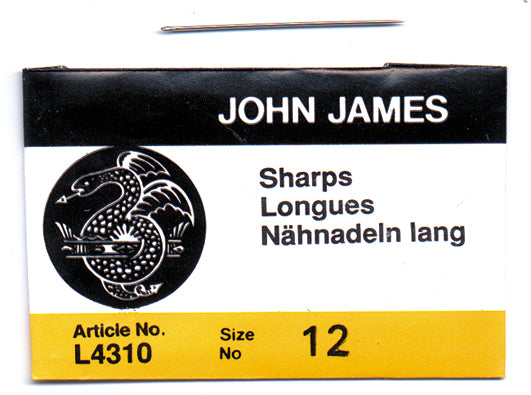 JOHN JAMES
Sharps
Longues
Nähnadeln lang
Article No.
L4310
Size
No
12